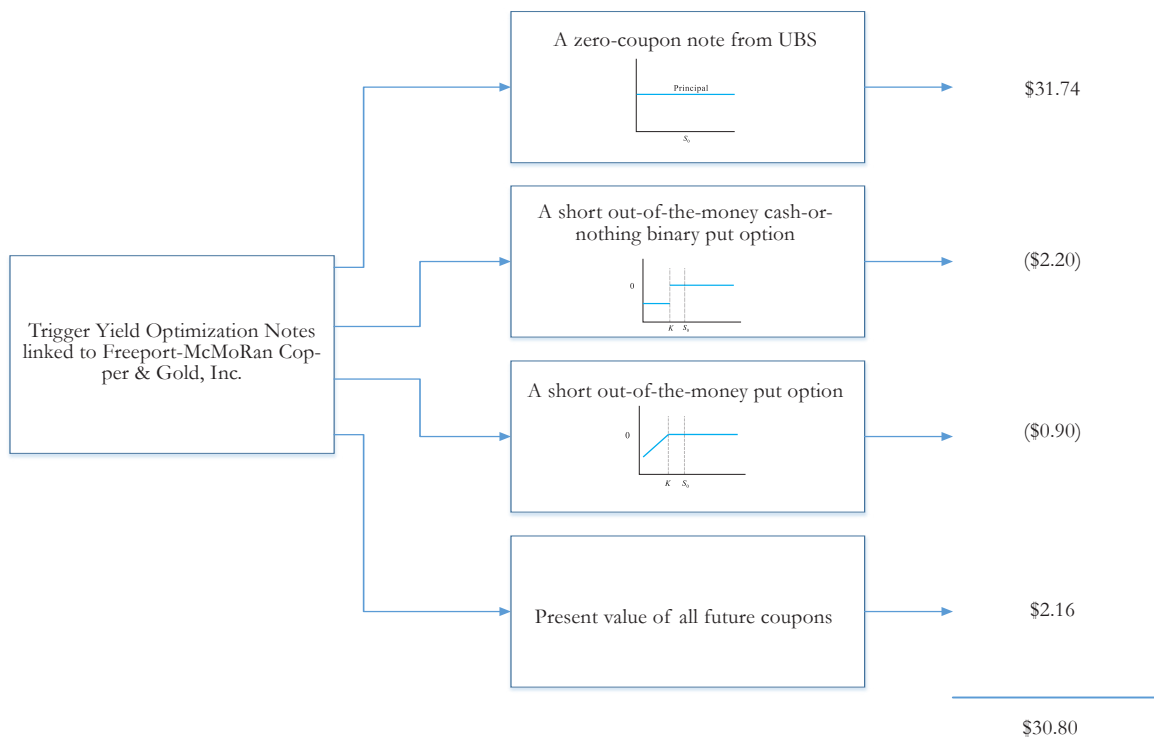 A zero-coupon note from UBS
Principal
S₀
$31.74
A short out-of-the-money cash-or-
nothing binary put option
0
K
S₀
($2.20)
Trigger Yield Optimization Notes
linked to Freeport-McMoRan Cop-
per & Gold, Inc.
A short out-of-the-money put option
0
K
S₀
($0.90)
Present value of all future coupons
$2.16
$30.80